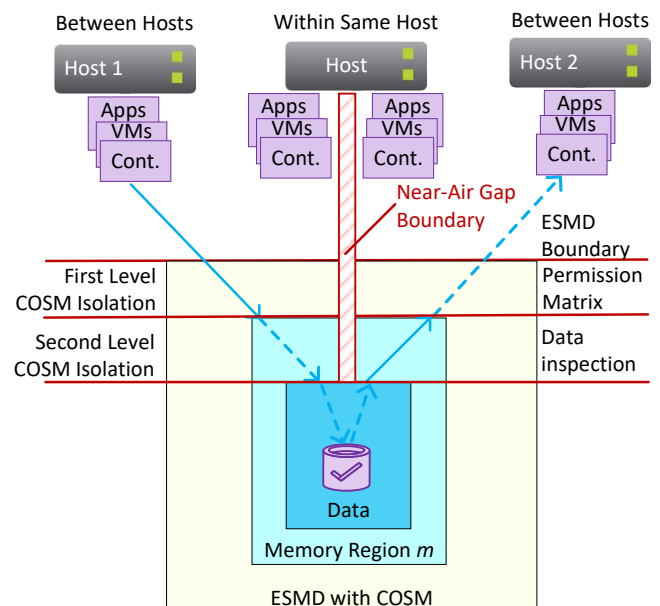 Between Hosts
Within Same Host
Between Hosts
Host 1
Host
Host 2
Apps
VMs
Cont.
Apps
VMs
Cont.
Apps
VMs
Cont.
Apps
VMs
Cont.
Near-Air Gap
Boundary
ESMD
Boundary
First Level
COSM Isolation
Permission
Matrix
Second Level
COSM Isolation
Data
inspection
Data
Memory Region m
ESMD with COSM